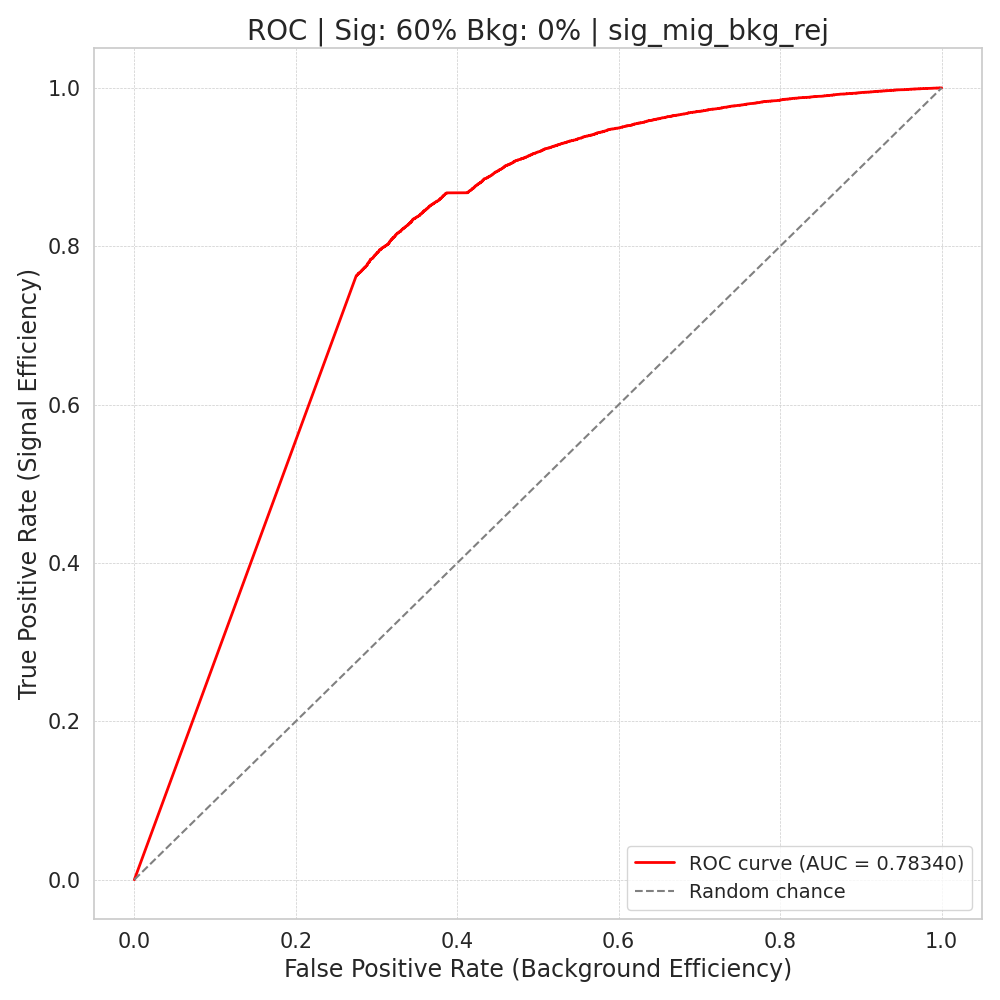 ROC | Sig: 60% Bkg: 0% | sig_mig_bkg_rej
True Positive Rate (Signal Efficiency)
1.0
0.8
0.6
0.4
0.2
0.0
ROC curve (AUC = 0.78340)
Random chance
0.0 0.2 0.4 0.6 0.8 1.0
False Positive Rate (Background Efficiency)